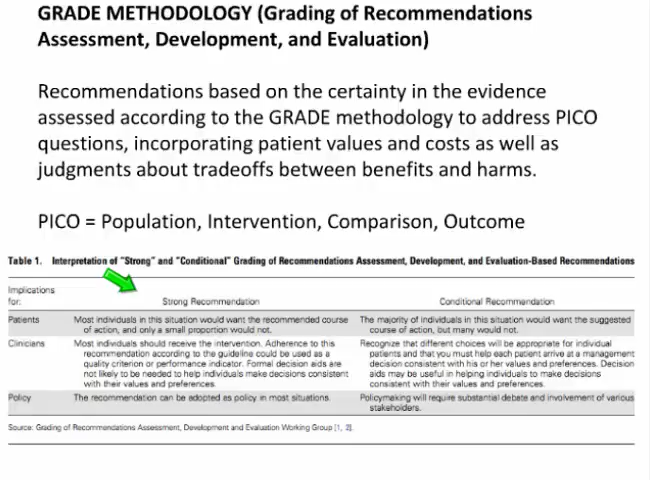 GRADE METHODOLOGY (Grading of Recommendations
Assessment, Development, and Evaluation)
Recommendations based on the certainty in the evidence
assessed according to the GRADE methodology to address PICO
questions, incorporating patient values and costs as well as
judgments about tradeoffs between benefits and harms.
PICO = Population, Intervention, Comparison, Outcome
Table 1. Interpretation of "Strong" and "Conditional" Grading of Recommendations Assessment, Development, and Evaluation-Based Recommendations
Implications
for: Strong Recommendation Conditional Recommendation
Patients Most individuals in this situation would want the recommended course The majority of individuals in this situation would want the suggested
of action, and only a small proportion would not. course of action, but many would not.
Clinicians Most individuals should receive the intervention. Adherence to this Recognize that different choices will be appropriate for individual
recommendation according to the guideline could be used as a patients and that you must help each patient arrive at a management
quality criterion or performance indicator. Formal decision aids are decision consistent with his or her values and preferences. Decision
not likely to be needed to help individuals make decisions consistent aids may be useful in helping individuals to make decisions
with their values and preferences. consistent with their values and preferences.
Policy The recommendation can be adopted as policy in most situations. Policymaking will require substantial debate and involvement of various
stakeholders.
Source: Grading of Recommendations Assessment, Development and Evaluation Working Group [1, 2].